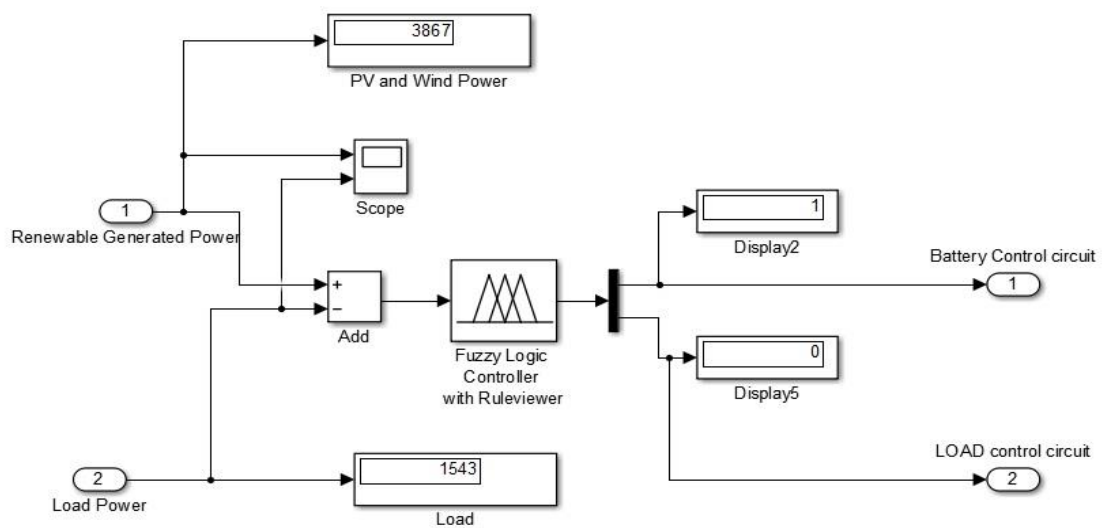 3867
PV and Wind Power
Scope
1
Renewable Generated Power
1
Display2
Battery Control circuit
1
+
−
Add
Fuzzy Logic
Controller
with Ruleviewer
0
Display5
LOAD control circuit
2
1543
Load
2
Load Power